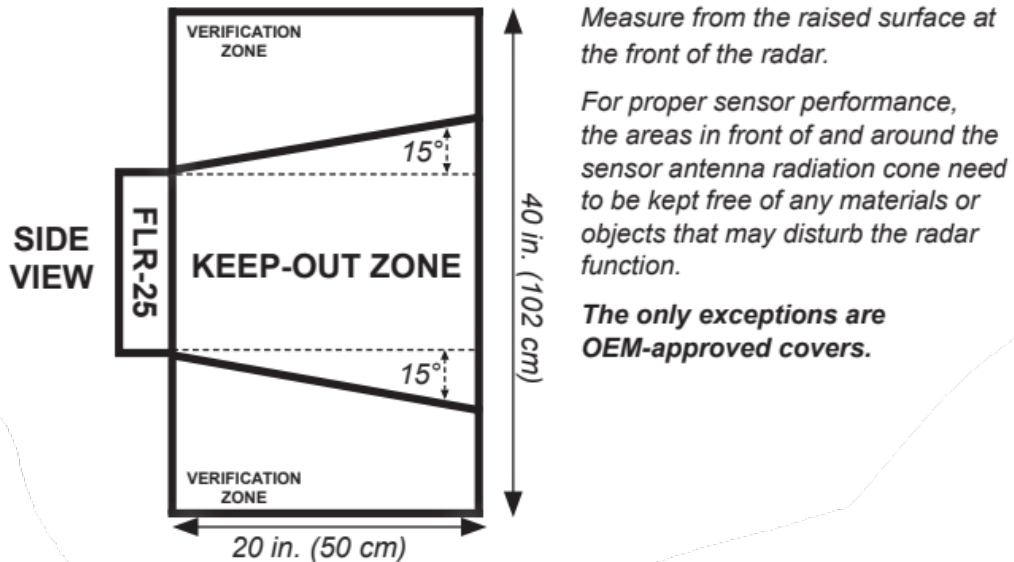 VERIFICATION
ZONE
15°
SIDE
VIEW
FLR-25
KEEP-OUT ZONE
15°
VERIFICATION
ZONE
20 in. (50 cm)
40 in. (102 cm)
Measure from the raised surface at
the front of the radar.
For proper sensor performance,
the areas in front of and around the
sensor antenna radiation cone need
to be kept free of any materials or
objects that may disturb the radar
function.
The only exceptions are
OEM-approved covers.